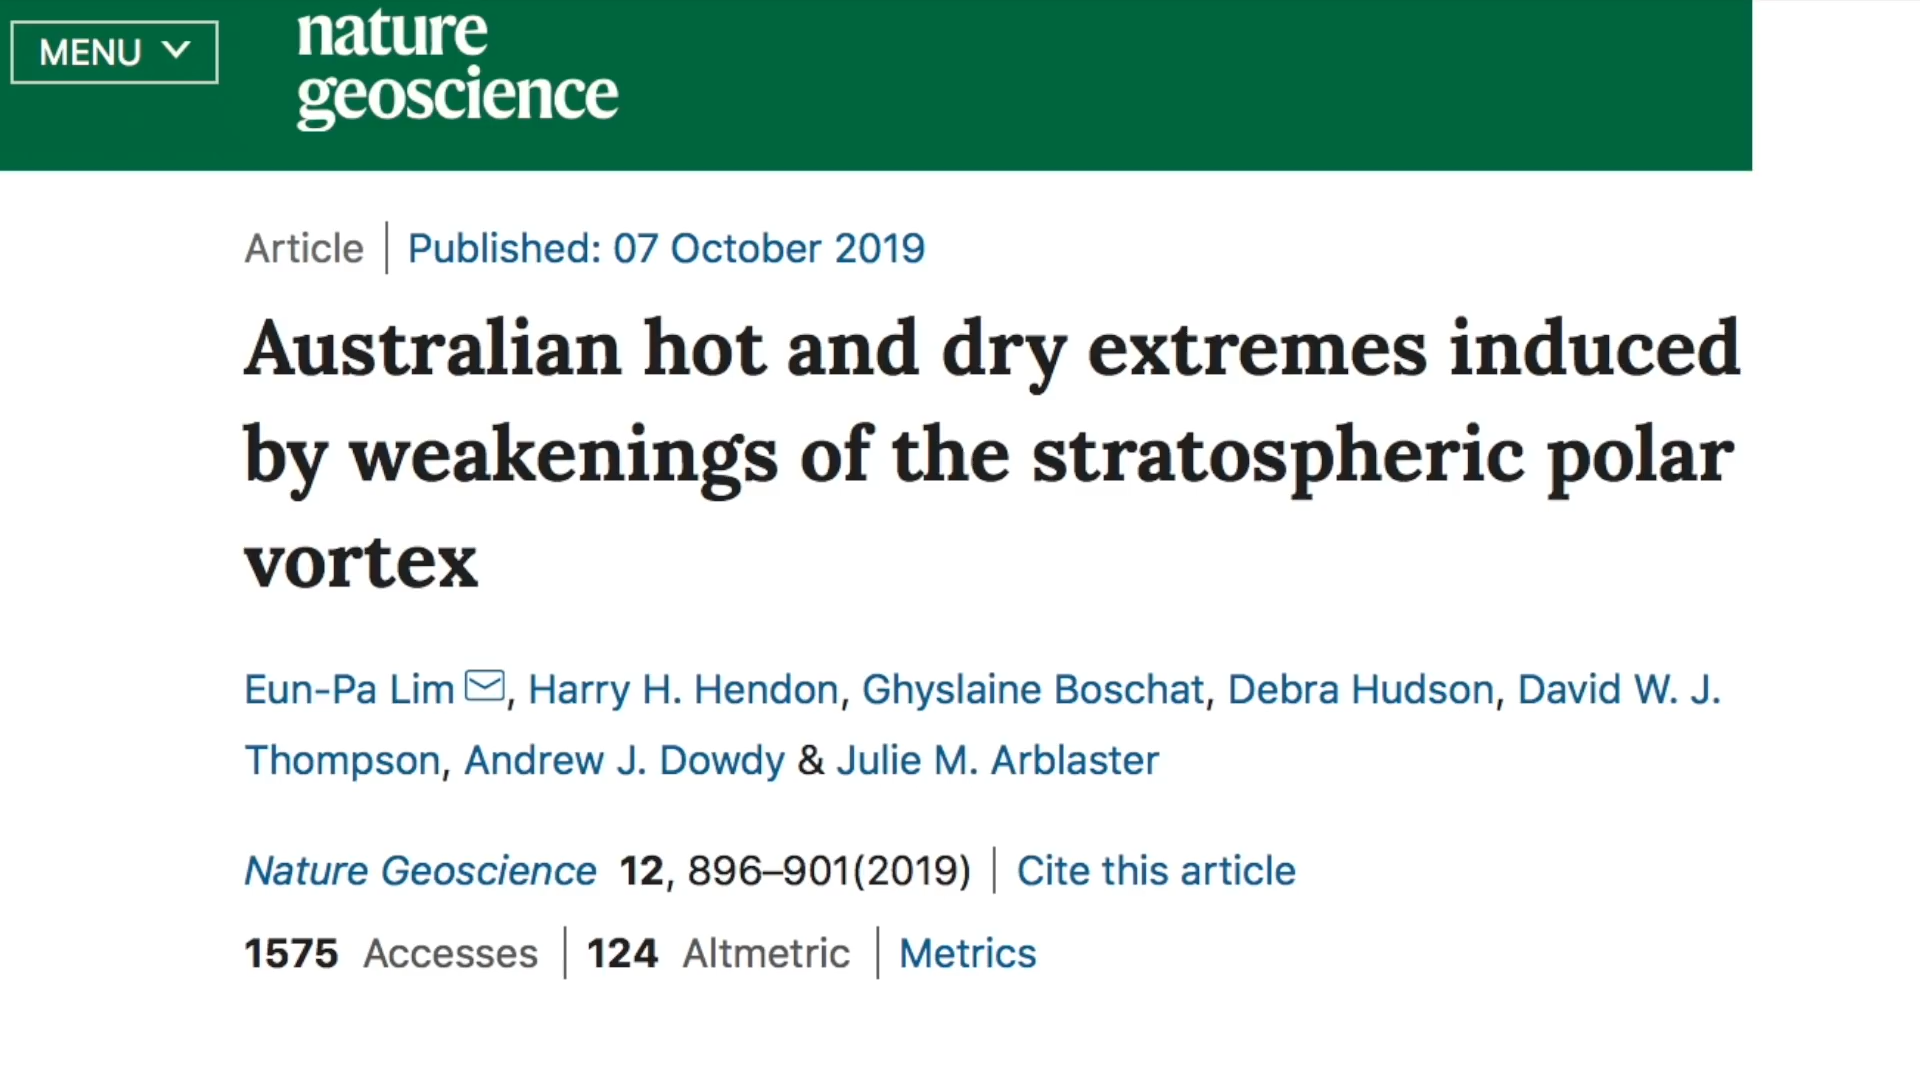 MENU
nature
geoscience
Article | Published: 07 October 2019
Australian hot and dry extremes induced
by weakenings of the stratospheric polar
vortex
Eun-Pa Lim, Harry H. Hendon, Ghyslaine Boschat, Debra Hudson, David W. J.
Thompson, Andrew J. Dowdy & Julie M. Arblaster
Nature Geoscience 12, 896–901(2019) | Cite this article
1575 Accesses | 124 Altmetric | Metrics